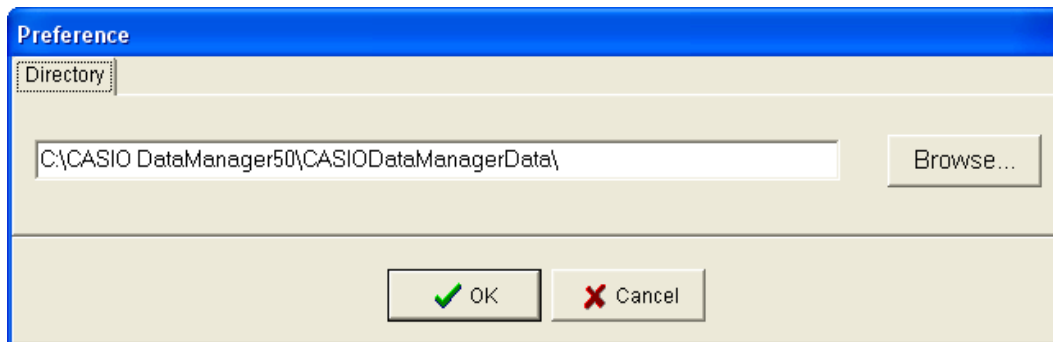 Preference
Directory
C:\CASIO DataManager50\CASIODataManagerData\
Browse...
OK
Cancel